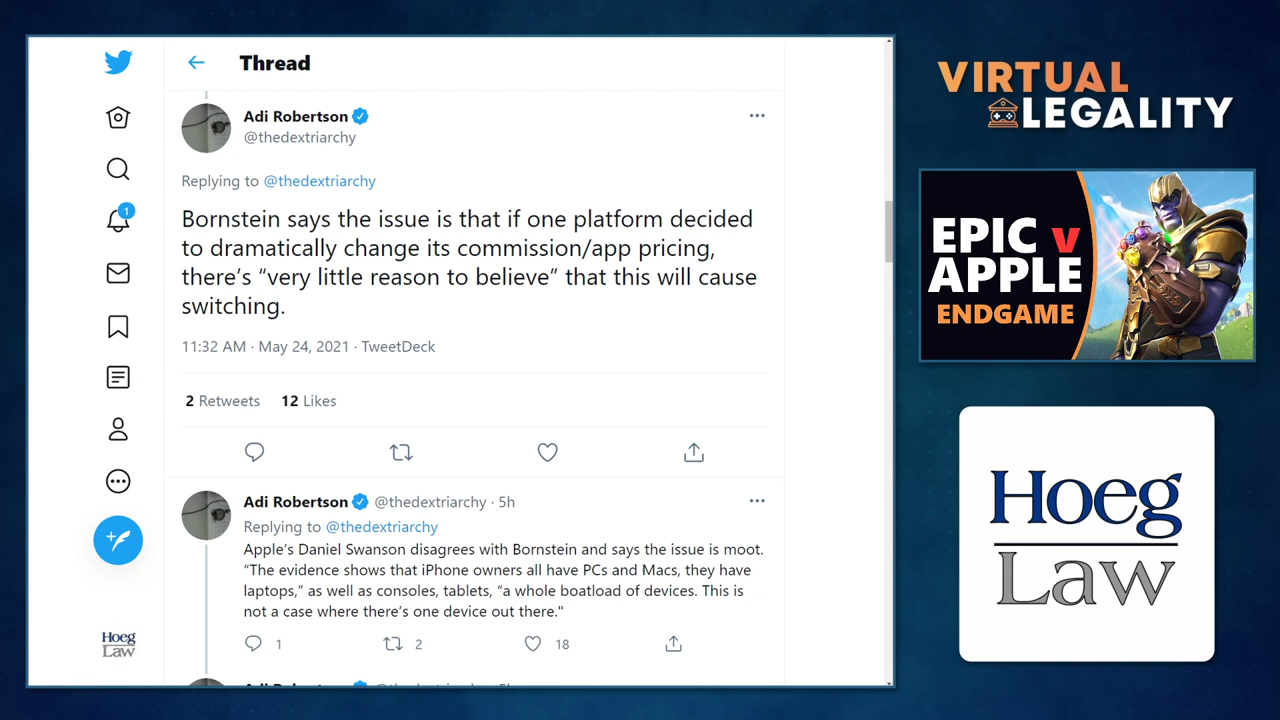 Thread
Adi Robertson
@thedextriarchy
Replying to @thedextriarchy
Bornstein says the issue is that if one platform decided
to dramatically change its commission/app pricing,
there’s “very little reason to believe” that this will cause
switching.
11:32 AM · May 24, 2021 · TweetDeck
2 Retweets 12 Likes
Adi Robertson @thedextriarchy · 5h
Replying to @thedextriarchy
Apple’s Daniel Swanson disagrees with Bornstein and says the issue is moot.
“The evidence shows that iPhone owners all have PCs and Macs, they have
laptops,” as well as consoles, tablets, “a whole boatload of devices. This is
not a case where there’s one device out there."
1 2 18
1
Hoeg
Law
VIRTUAL
LEGALITY
EPIC v
APPLE
ENDGAME
Hoeg
Law